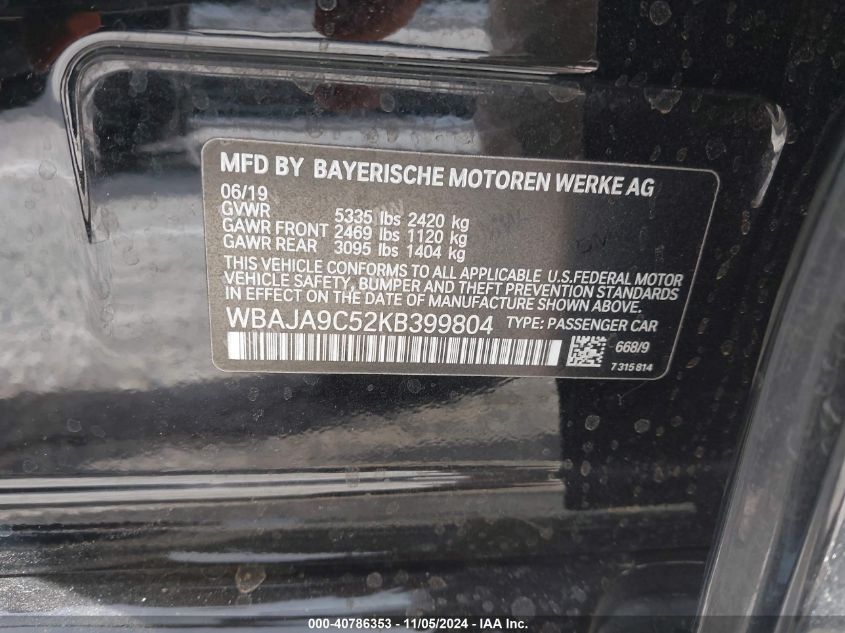 MFD BY BAYERISCHE MOTOREN WERKE AG
06/19
GVWR 5335 lbs 2420 kg
GAWR FRONT 2469 lbs 1120 kg
GAWR REAR 3095 lbs 1404 kg
THIS VEHICLE CONFORMS TO ALL APPLICABLE U.S.FEDERAL MOTOR
VEHICLE SAFETY, BUMPER AND THEFT PREVENTION STANDARDS
IN EFFECT ON THE DATE OF MANUFACTURE SHOWN ABOVE.
WBAJA9C52KB399804 TYPE: PASSENGER CAR
668/9
7 315 814
000-40786353 - 11/05/2024 - IAA Inc.